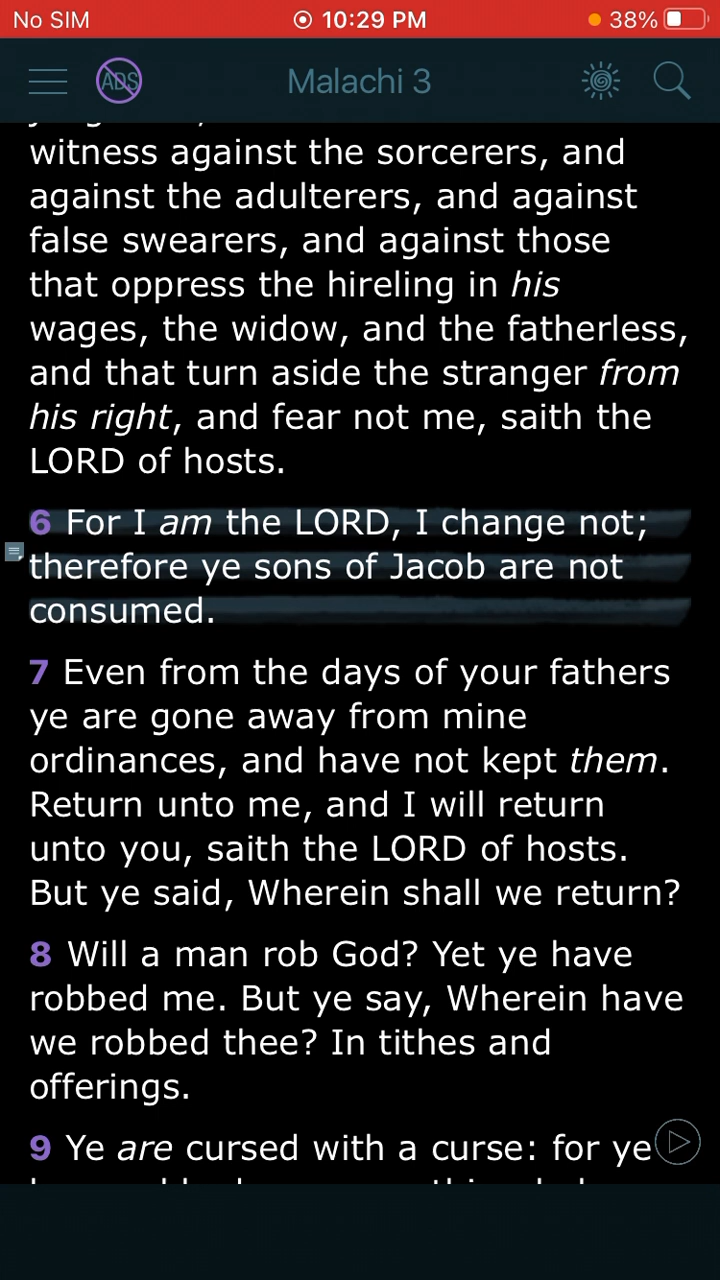 No SIM 10:29 PM 38%
ADS Malachi 3
witness against the sorcerers, and
against the adulterers, and against
false swearers, and against those
that oppress the hireling in his
wages, the widow, and the fatherless,
and that turn aside the stranger from
his right, and fear not me, saith the
LORD of hosts.
6 For I am the LORD, I change not;
therefore ye sons of Jacob are not
consumed.
7 Even from the days of your fathers
ye are gone away from mine
ordinances, and have not kept them.
Return unto me, and I will return
unto you, saith the LORD of hosts.
But ye said, Wherein shall we return?
8 Will a man rob God? Yet ye have
robbed me. But ye say, Wherein have
we robbed thee? In tithes and
offerings.
9 Ye are cursed with a curse: for ye